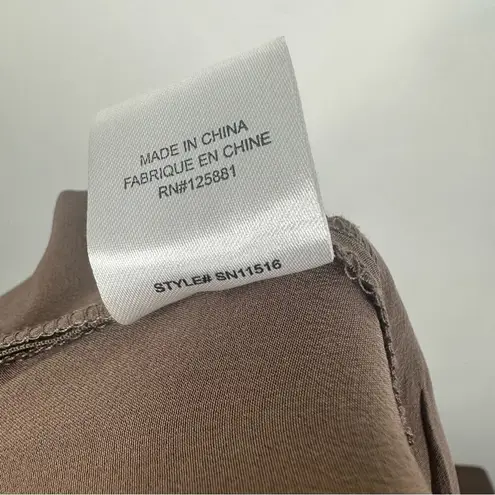 MADE IN CHINA
FABRIQUE EN CHINE
RN#125881
STYLE# SN11516